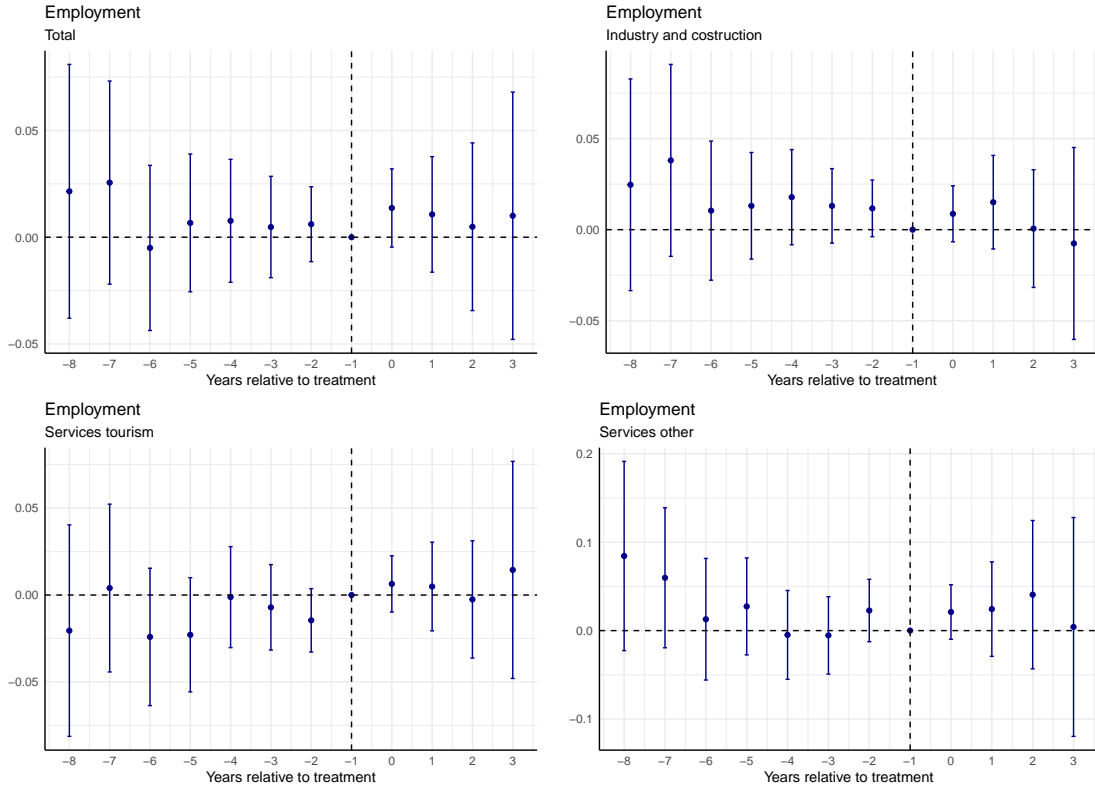 Employment
Total
0.05
0.00
−0.05
−8 −7 −6 −5 −4 −3 −2 −1 0 1 2 3
Years relative to treatment
Employment
Industry and costruction
0.05
0.00
−0.05
−8 −7 −6 −5 −4 −3 −2 −1 0 1 2 3
Years relative to treatment
Employment
Services tourism
0.05
0.00
−0.05
−8 −7 −6 −5 −4 −3 −2 −1 0 1 2 3
Years relative to treatment
Employment
Services other
0.2
0.1
0.0
−0.1
−8 −7 −6 −5 −4 −3 −2 −1 0 1 2 3
Years relative to treatment